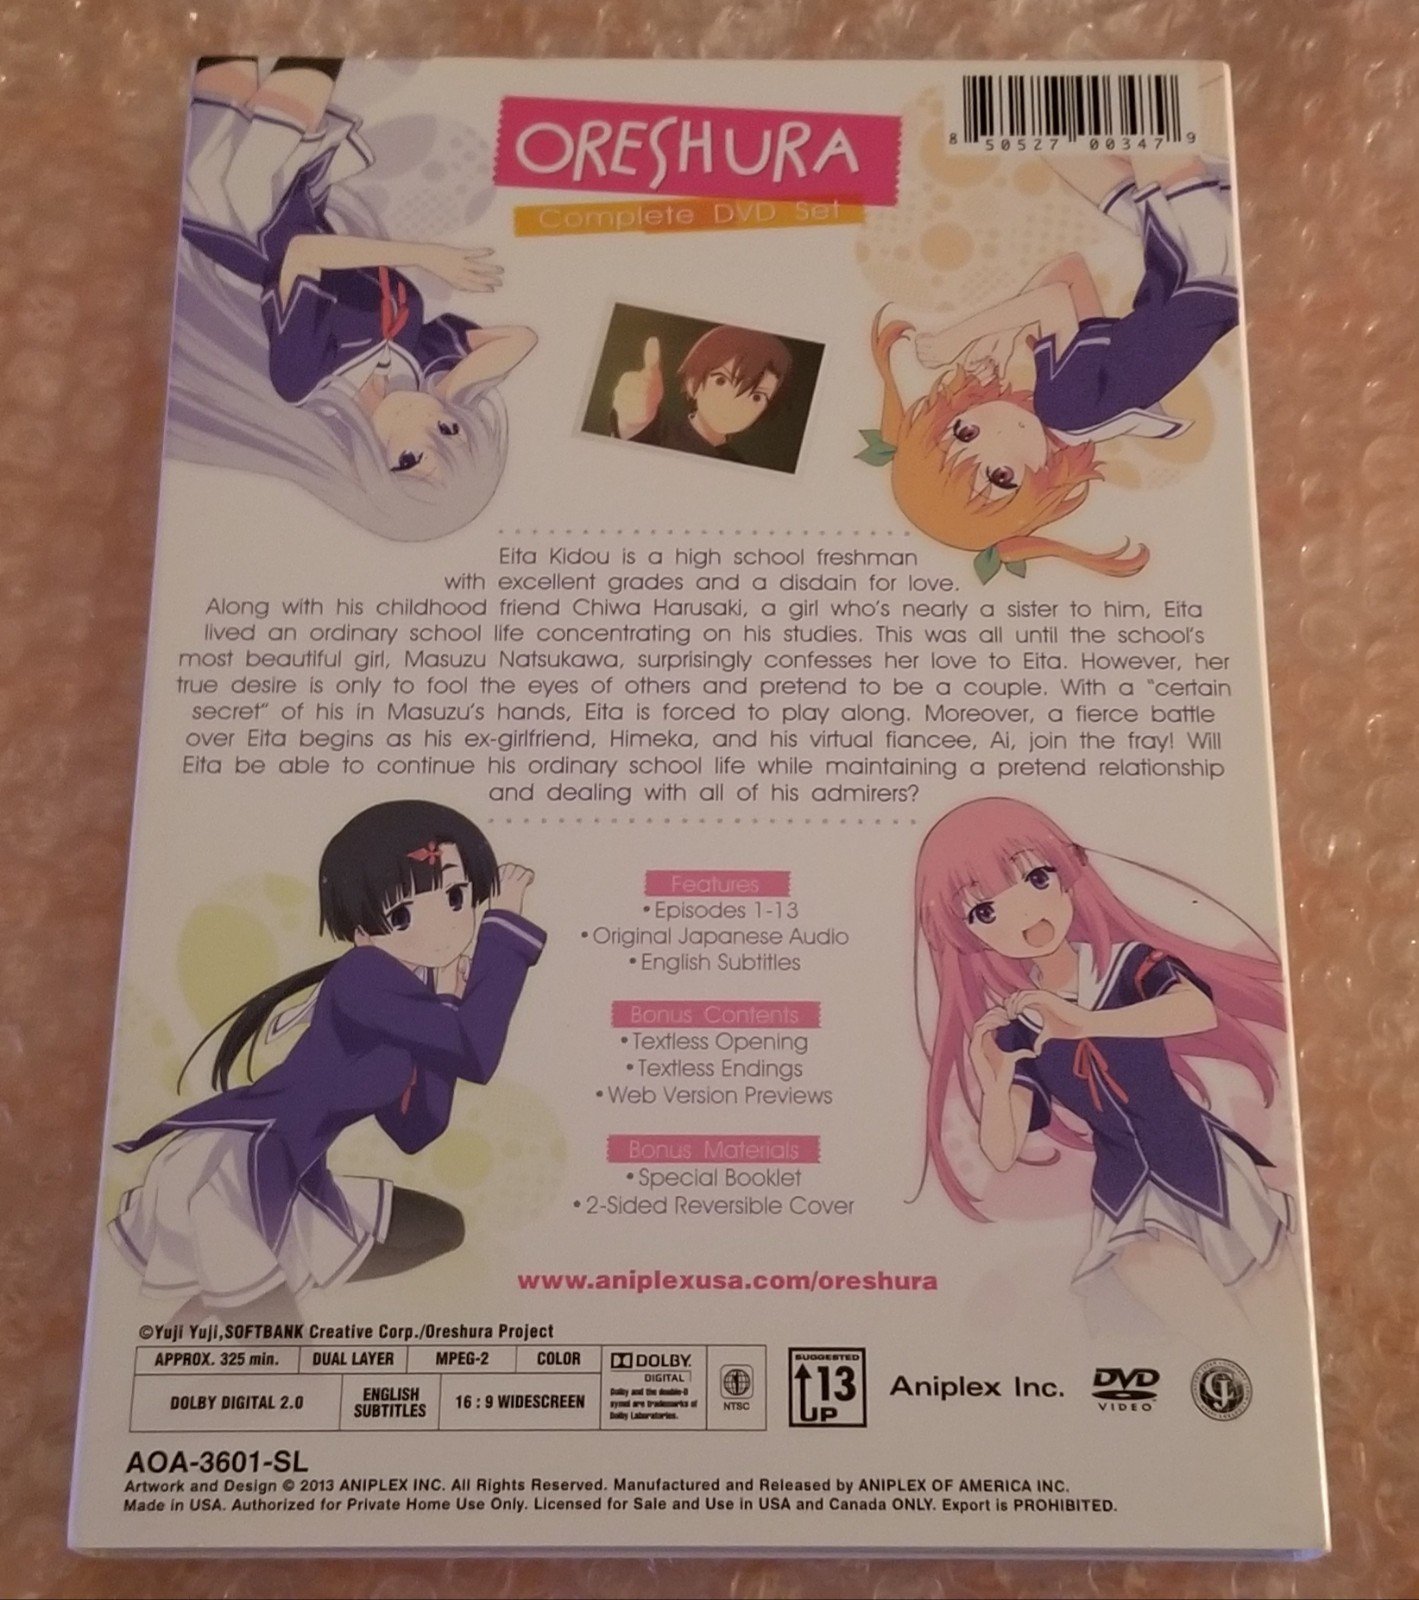 8 50527 00347 9
ORESHURA
Complete DVD Set
Eita Kidou is a high school freshman
with excellent grades and a disdain for love.
Along with his childhood friend Chiwa Harusaki, a girl who's nearly a sister to him, Eita
lived an ordinary school life concentrating on his studies. This was all until the school's
most beautiful girl, Masuzu Natsukawa, surprisingly confesses her love to Eita. However, her
true desire is only to fool the eyes of others and pretend to be a couple. With a "certain
secret" of his in Masuzu's hands, Eita is forced to play along. Moreover, a fierce battle
over Eita begins as his ex-girlfriend, Himeka, and his virtual fiancee, Ai, join the fray! Will
Eita be able to continue his ordinary school life while maintaining a pretend relationship
and dealing with all of his admirers?
Features
•Episodes 1-13
•Original Japanese Audio
•English Subtitles
Bonus Contents
•Textless Opening
•Textless Endings
•Web Version Previews
Bonus Materials
•Special Booklet
•2-Sided Reversible Cover
www.aniplexusa.com/oreshura
©Yuji Yuji,SOFTBANK Creative Corp./Oreshura Project
APPROX. 325 min. DUAL LAYER MPEG-2 COLOR
DOLBY DIGITAL 2.0 ENGLISH SUBTITLES 16 : 9 WIDESCREEN
DOLBY
DIGITAL
Dolby and the double-D
symbol are trademarks of
Dolby Laboratories.
NTSC
SUGGESTED
13
UP
Aniplex Inc.
DVD
VIDEO
AOA-3601-SL
Artwork and Design © 2013 ANIPLEX INC. All Rights Reserved. Manufactured and Released by ANIPLEX OF AMERICA INC.
Made in USA. Authorized for Private Home Use Only. Licensed for Sale and Use in USA and Canada ONLY. Export is PROHIBITED.